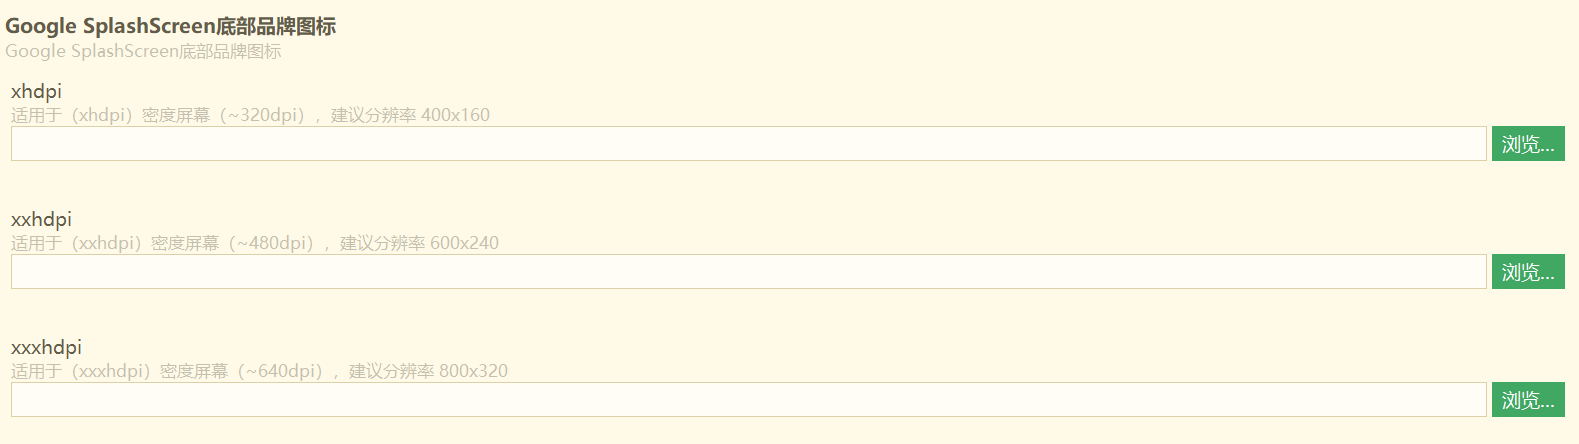 Google SplashScreen底部品牌图标
Google SplashScreen底部品牌图标
xhdpi
适用于（xhdpi）密度屏幕（~320dpi），建议分辨率 400x160
浏览...
xxhdpi
适用于（xxhdpi）密度屏幕（~480dpi），建议分辨率 600x240
浏览...
xxxhdpi
适用于（xxxhdpi）密度屏幕（~640dpi），建议分辨率 800x320
浏览...